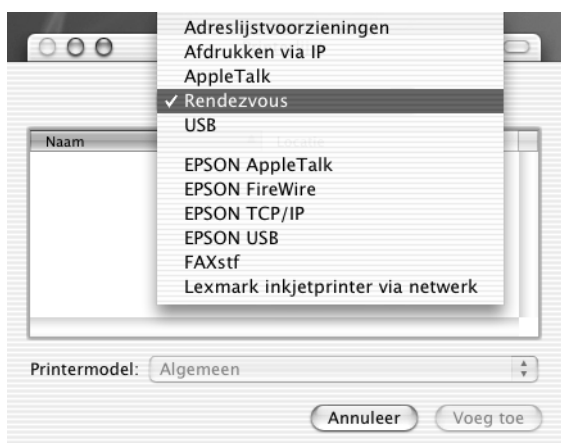 Adreslijstvoorzieningen
Afdrukken via IP
AppleTalk
✓ Rendezvous
USB
EPSON AppleTalk
EPSON FireWire
EPSON TCP/IP
EPSON USB
FAXstf
Lexmark inkjetprinter via netwerk
Naam
Locatie
Printermodel: Algemeen
Annuleer Voeg toe